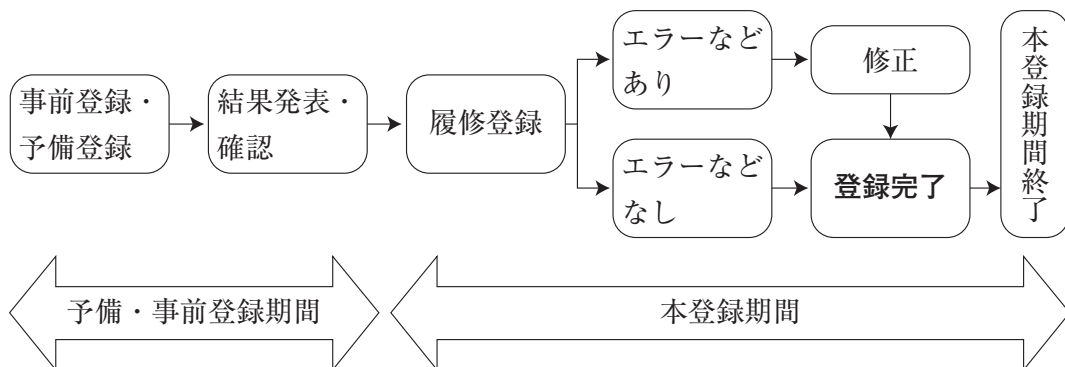 事前登録・
予備登録
結果発表・
確認
履修登録
エラーなど
あり
修正
エラーなど
なし
登録完了
本登録期間終了
予備・事前登録期間
本登録期間